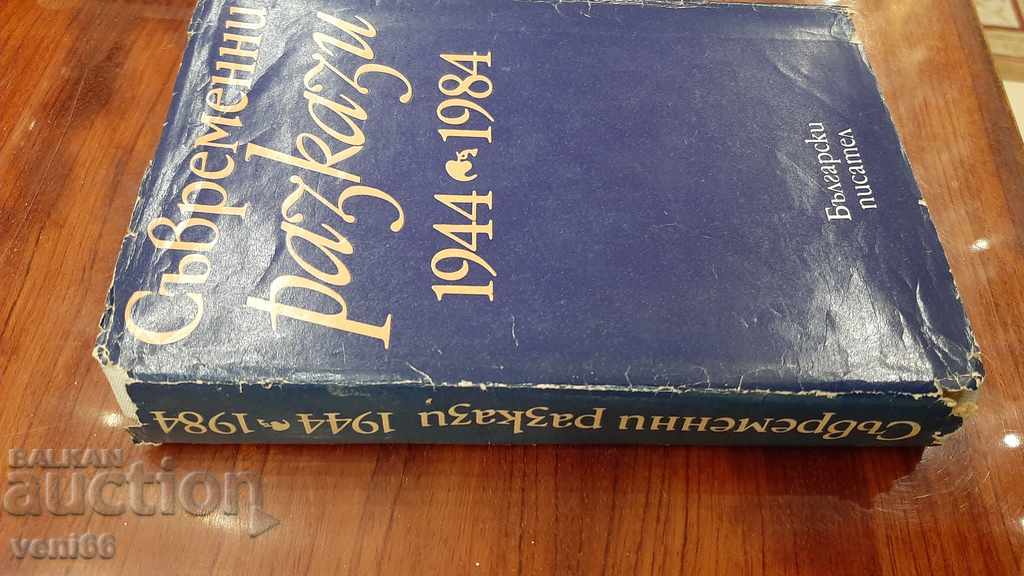 Съвременни
разкази
1944 1984
Български
писател
Съвременни разкази 1944 1984
BALKAN
auction
veni66